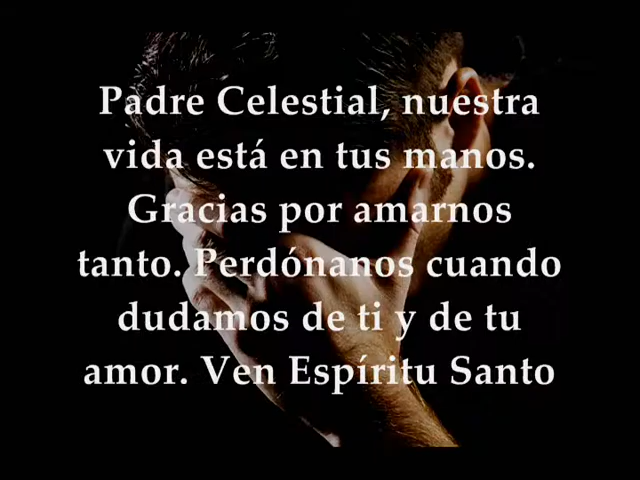 Padre Celestial, nuestra
vida está en tus manos.
Gracias por amarnos
tanto. Perdónanos cuando
dudamos de ti y de tu
amor. Ven Espíritu Santo